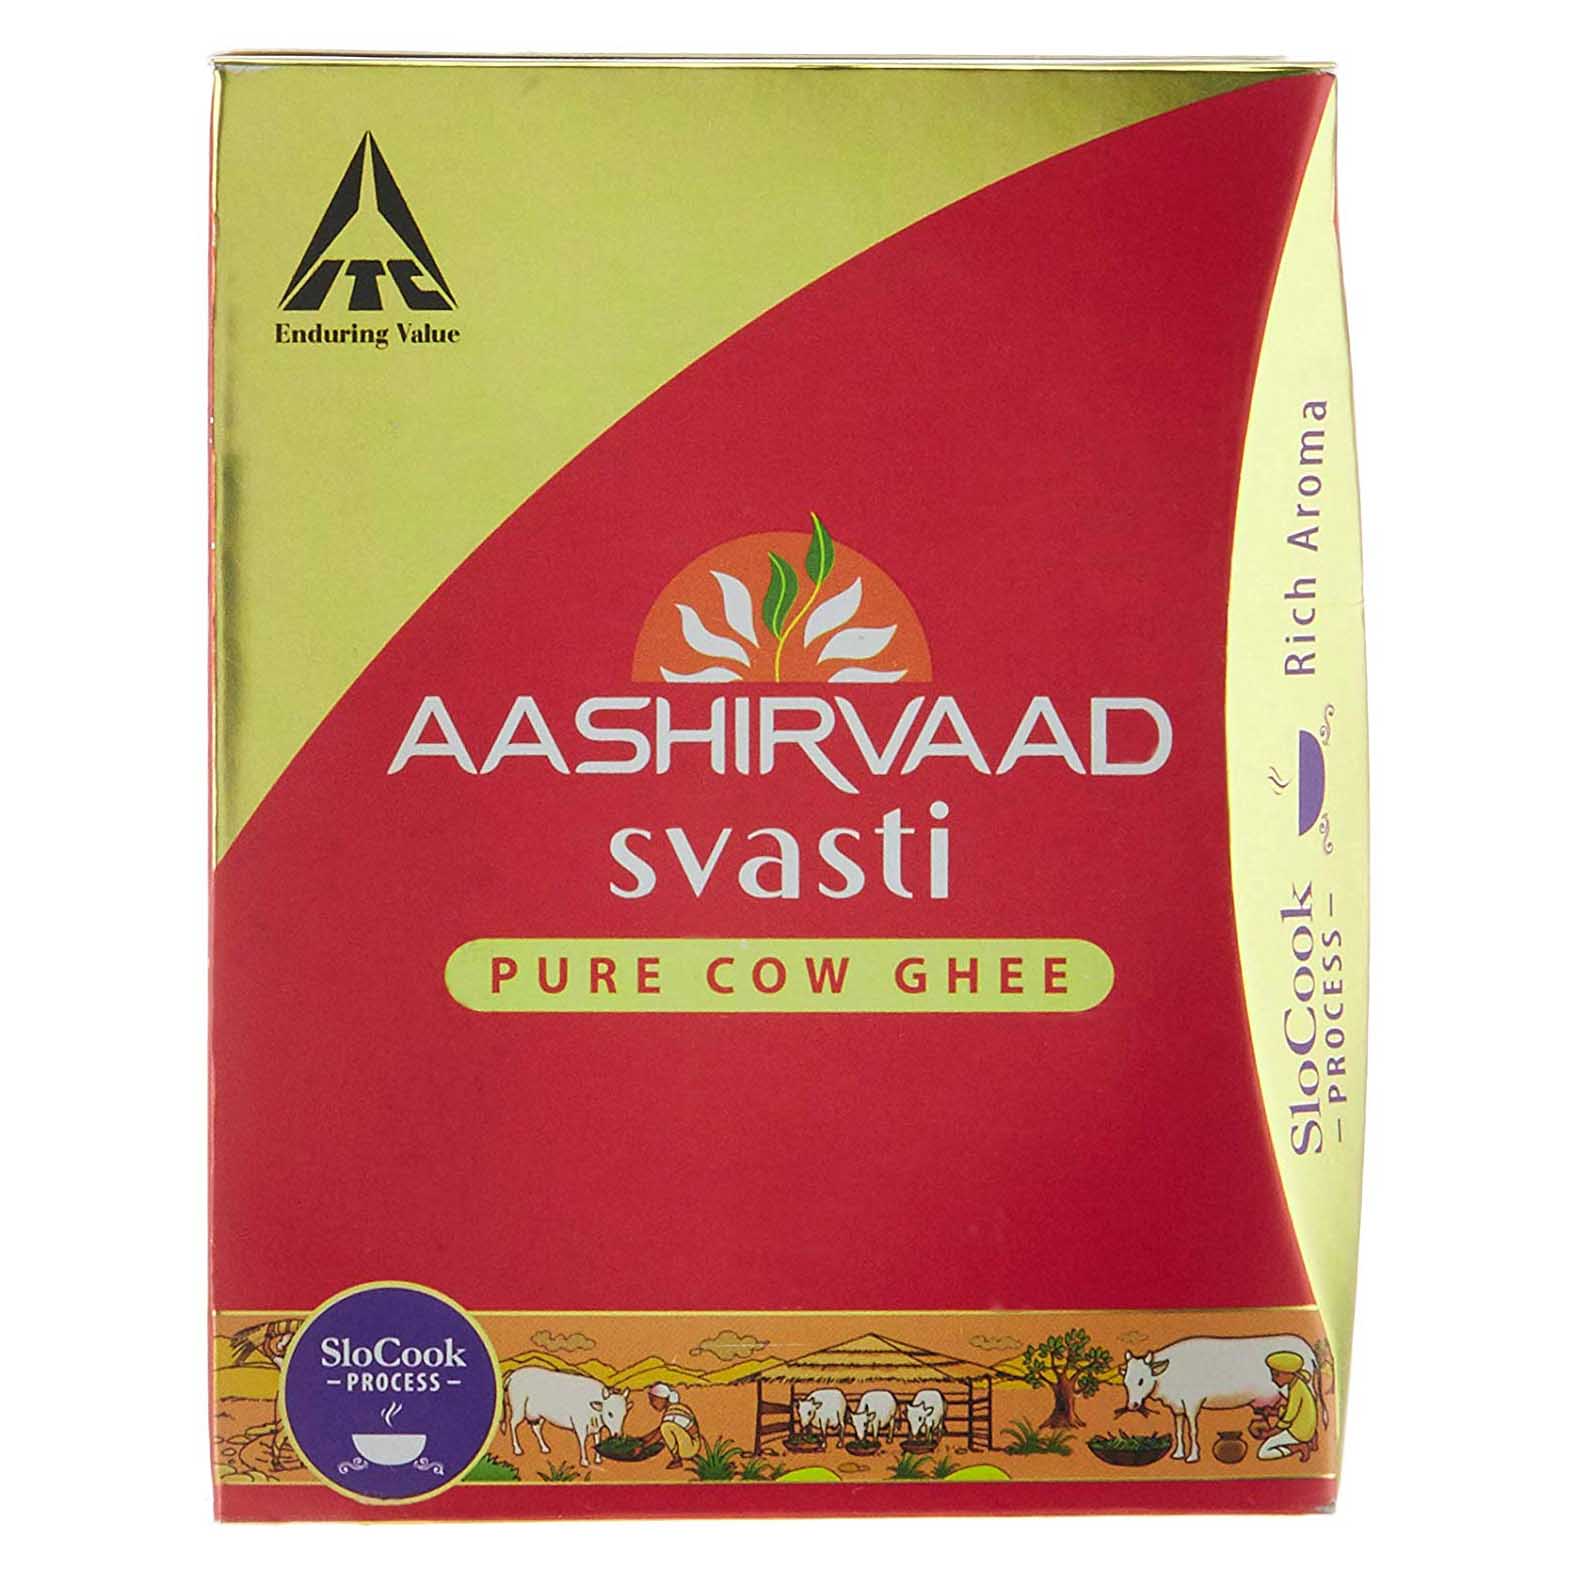 ITC
Enduring Value
AASHIRVAAD
svasti
PURE COW GHEE
SloCook
– PROCESS –
SloCook
– PROCESS –
Rich Aroma